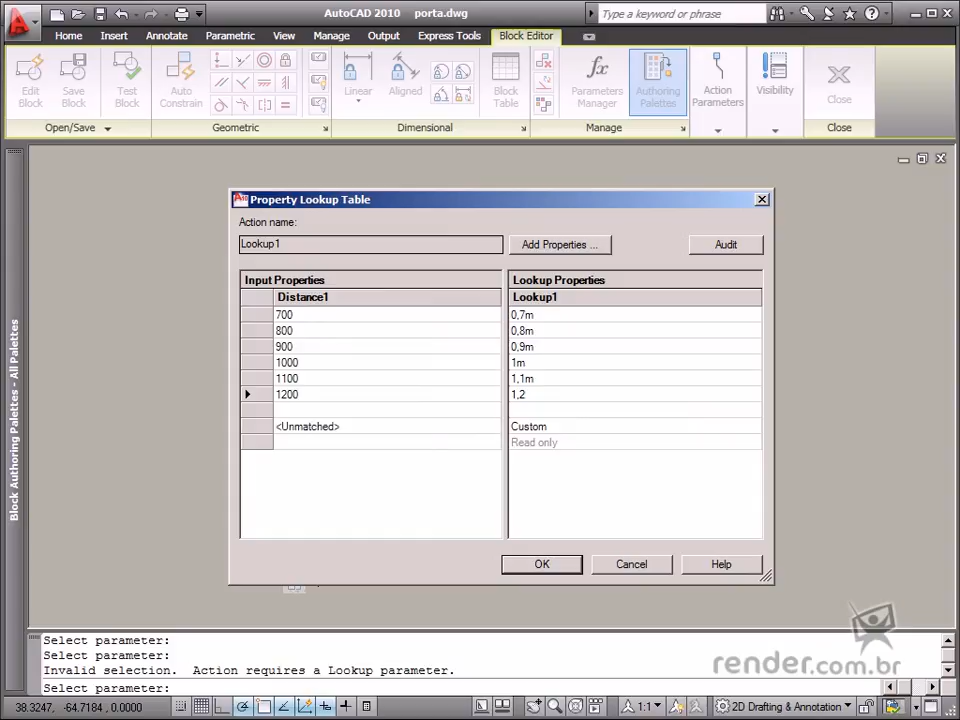 AutoCAD 2010 porta.dwg
Type a keyword or phrase
Home Insert Annotate Parametric View Manage Output Express Tools Block Editor
Edit Block
Save Block
Test Block
Auto Constrain
Linear
Aligned
Block Table
Parameters Manager
Authoring Palettes
Action Parameters
Visibility
Close
Open/Save Geometric Dimensional Manage Close
Block Authoring Palettes - All Palettes
Property Lookup Table
Action name:
Lookup1
Add Properties ...
Audit
Input Properties Lookup Properties
Distance1 Lookup1
700 0,7m
800 0,8m
900 0,9m
1000 1m
1100 1,1m
1200 1,2
<Unmatched> Custom
Read only
OK Cancel Help
Select parameter:
Select parameter:
Invalid selection. Action requires a Lookup parameter.
Select parameter:
render.com.br
38.3247, -64.7184, 0.0000
1:1
2D Drafting & Annotation